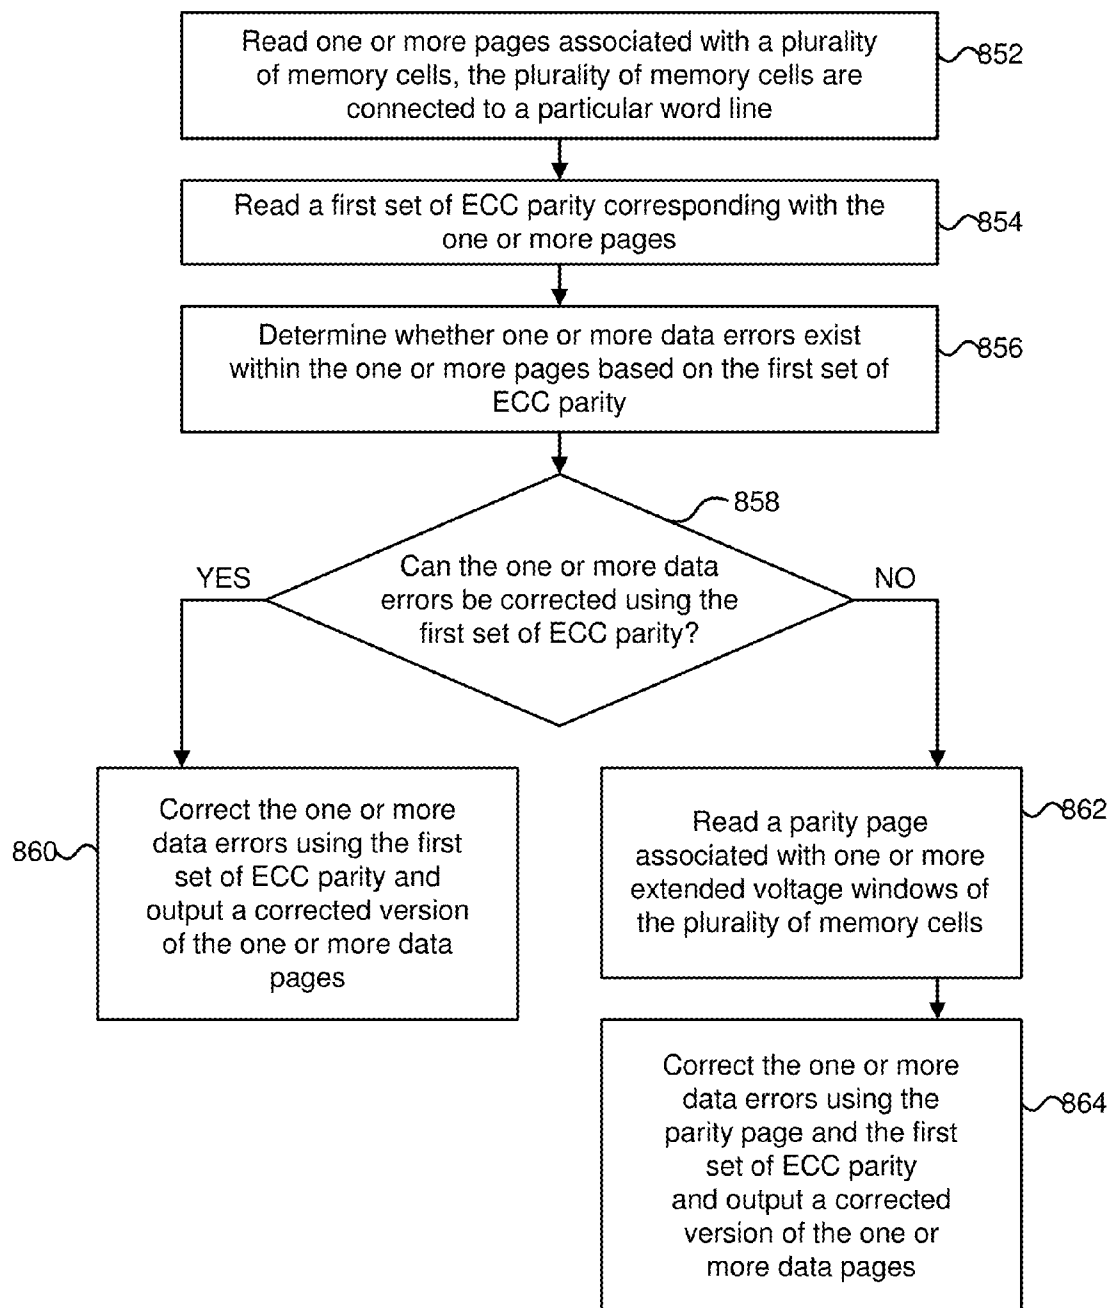 Read one or more pages associated with a plurality
of memory cells, the plurality of memory cells are
connected to a particular word line
852
Read a first set of ECC parity corresponding with the
one or more pages
854
Determine whether one or more data errors exist
within the one or more pages based on the first set of
ECC parity
856
858
Can the one or more data
errors be corrected using the
first set of ECC parity?
YES
NO
Correct the one or more
data errors using the first
set of ECC parity and
output a corrected version
of the one or more data
pages
860
Read a parity page
associated with one or more
extended voltage windows of
the plurality of memory cells
862
Correct the one or more
data errors using the
parity page and the first
set of ECC parity
and output a corrected
version of the one or
more data pages
864